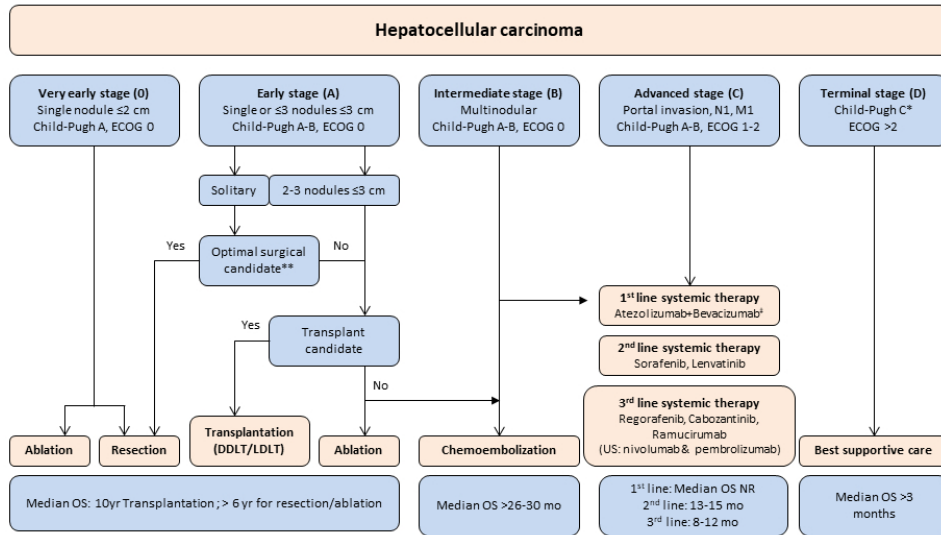 Hepatocellular carcinoma
Very early stage (0)
Single nodule ≤2 cm
Child-Pugh A, ECOG 0
Early stage (A)
Single or ≤3 nodules ≤3 cm
Child-Pugh A-B, ECOG 0
Intermediate stage (B)
Multinodular
Child-Pugh A-B, ECOG 0
Advanced stage (C)
Portal invasion, N1, M1
Child-Pugh A-B, ECOG 1-2
Terminal stage (D)
Child-Pugh C*
ECOG >2
Solitary
2-3 nodules ≤3 cm
Yes
Optimal surgical
candidate**
No
Yes
Transplant
candidate
No
1st line systemic therapy
Atezolizumab+Bevacizumab
2nd line systemic therapy
Sorafenib, Lenvatinib
3rd line systemic therapy
Regorafenib, Cabozantinib,
Ramucirumab
(US: nivolumab & pembrolizumab)
Ablation
Resection
Transplantation
(DDLT/LDLT)
Ablation
Chemoembolization
Best supportive care
Median OS: 10yr Transplantation ; > 6 yr for resection/ablation
Median OS >26-30 mo
1st line: Median OS NR
2nd line: 13-15 mo
3rd line: 8-12 mo
Median OS >3
months